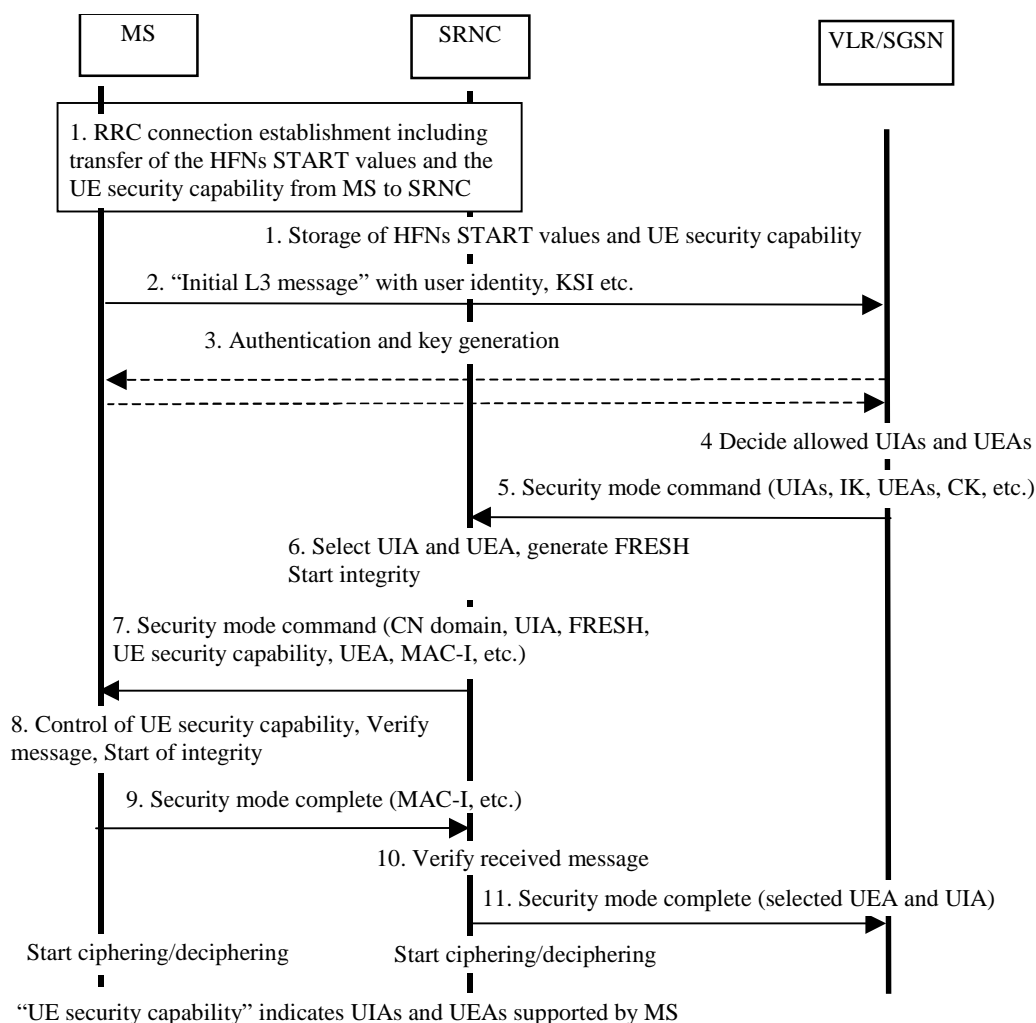 MS
SRNC
VLR/SGSN
1. RRC connection establishment including
transfer of the HFNs START values and the
UE security capability from MS to SRNC
1. Storage of HFNs START values and UE security capability
2. “Initial L3 message” with user identity, KSI etc.
3. Authentication and key generation
4 Decide allowed UIAs and UEAs
5. Security mode command (UIAs, IK, UEAs, CK, etc.)
6. Select UIA and UEA, generate FRESH
Start integrity
7. Security mode command (CN domain, UIA, FRESH,
UE security capability, UEA, MAC-I, etc.)
8. Control of UE security capability, Verify
message, Start of integrity
9. Security mode complete (MAC-I, etc.)
10. Verify received message
11. Security mode complete (selected UEA and UIA)
Start ciphering/deciphering
Start ciphering/deciphering
“UE security capability” indicates UIAs and UEAs supported by MS